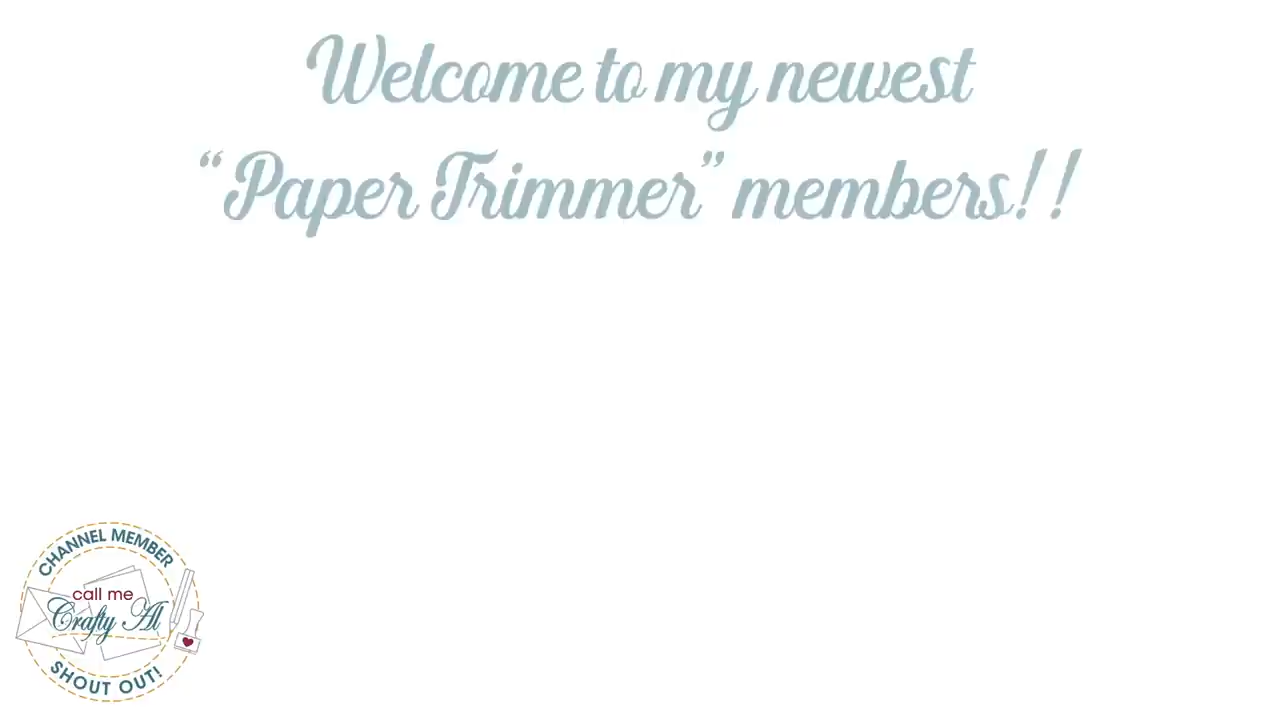 Welcome to my newest
“Paper Trimmer” members!!
CHANNEL MEMBER
call me
Crafty Al
SHOUT OUT!